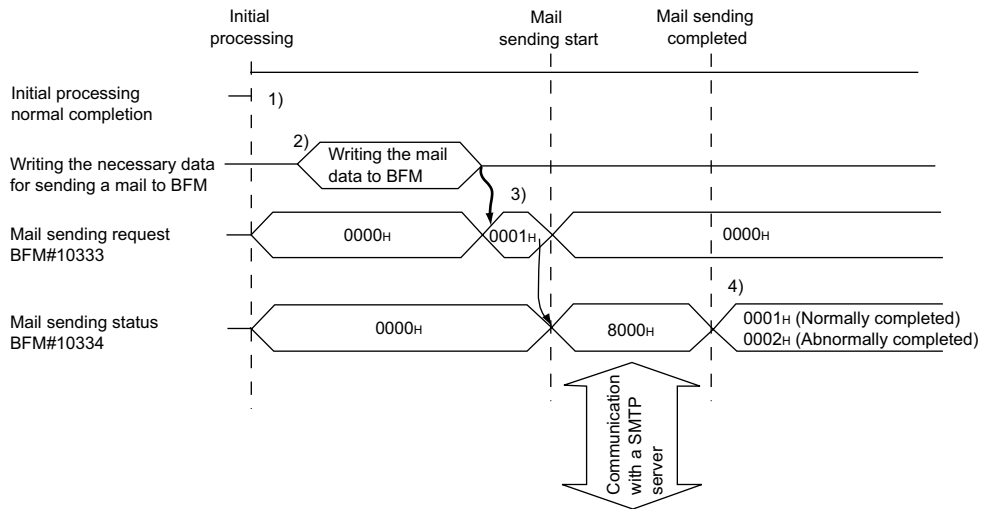 Initial
processing
Mail
sending start
Mail sending
completed
Initial processing
normal completion
1)
Writing the necessary data
for sending a mail to BFM
2)
Writing the mail
data to BFM
3)
Mail sending request
BFM#10333
0000H
0001H
0000H
4)
Mail sending status
BFM#10334
0000H
8000H
0001H (Normally completed)
0002H (Abnormally completed)
Communication
with a SMTP
server